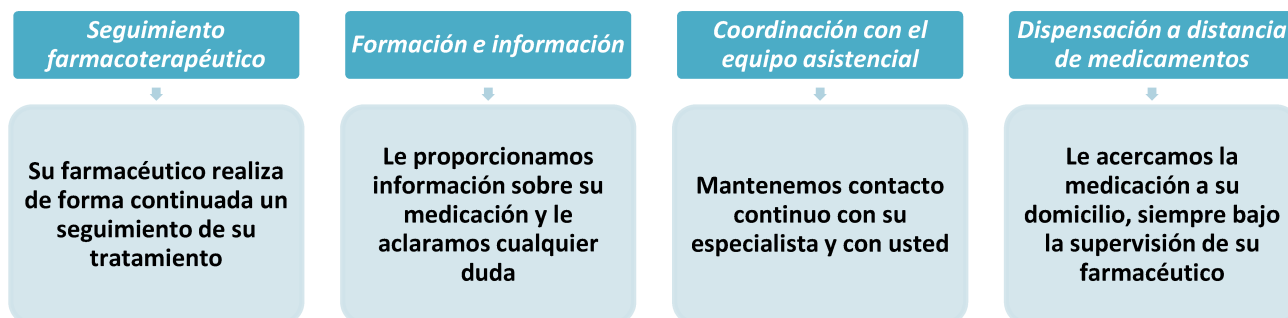 Seguimiento
farmacoterapéutico
Su farmacéutico realiza
de forma continuada un
seguimiento de su
tratamiento
Formación e información
Le proporcionamos
información sobre su
medicación y le
aclaramos cualquier
duda
Coordinación con el
equipo asistencial
Mantenemos contacto
continuo con su
especialista y con usted
Dispensación a distancia
de medicamentos
Le acercamos la
medicación a su
domicilio, siempre bajo
la supervisión de su
farmacéutico